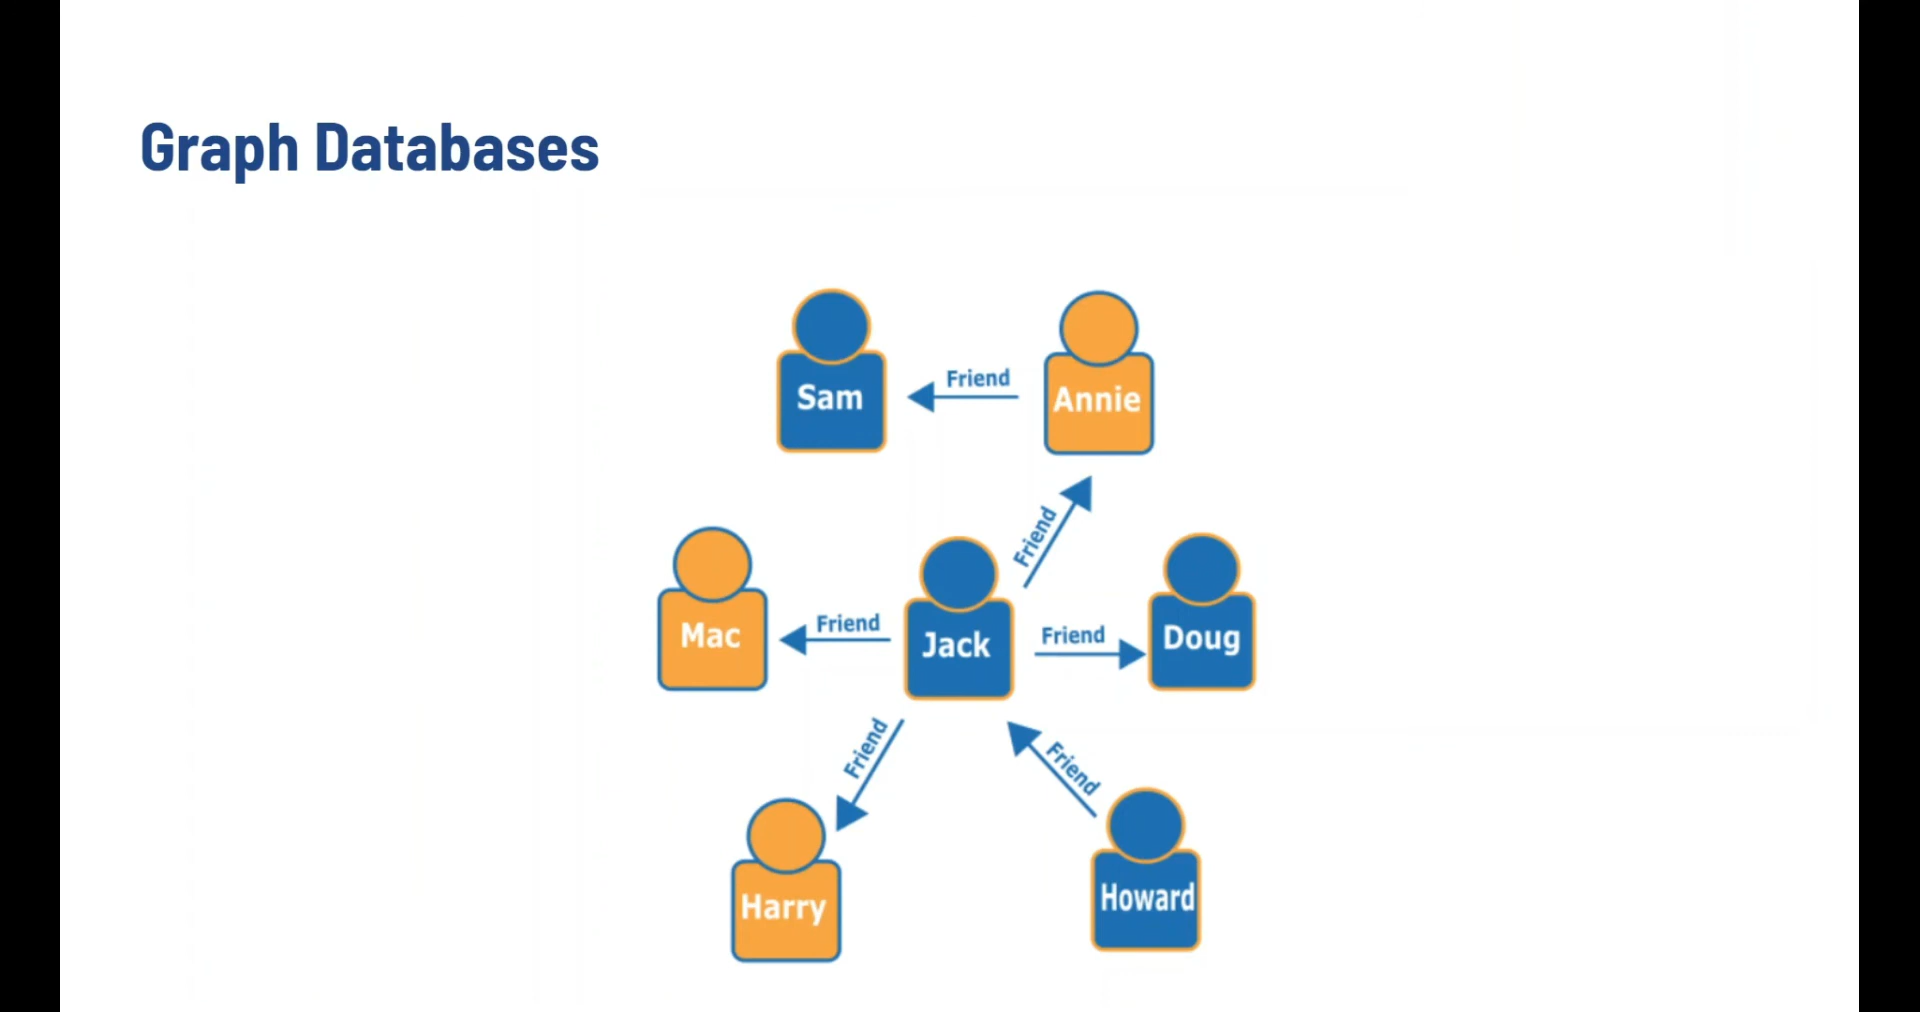 Graph Databases
Sam
Friend
Annie
Friend
Mac
Friend
Jack
Friend
Doug
Friend
Friend
Harry
Howard